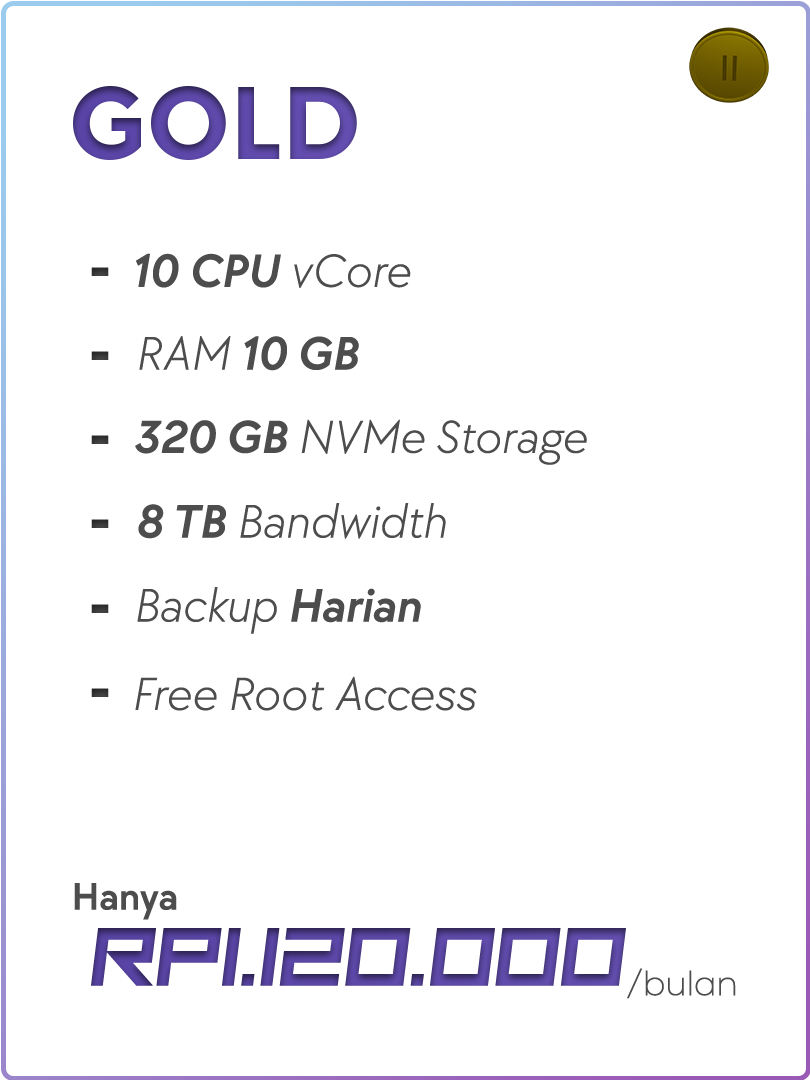 II
GOLD
- 10 CPU vCore
- RAM 10 GB
- 320 GB NVMe Storage
- 8 TB Bandwidth
- Backup Harian
- Free Root Access
Hanya
RP1.120.000/bulan